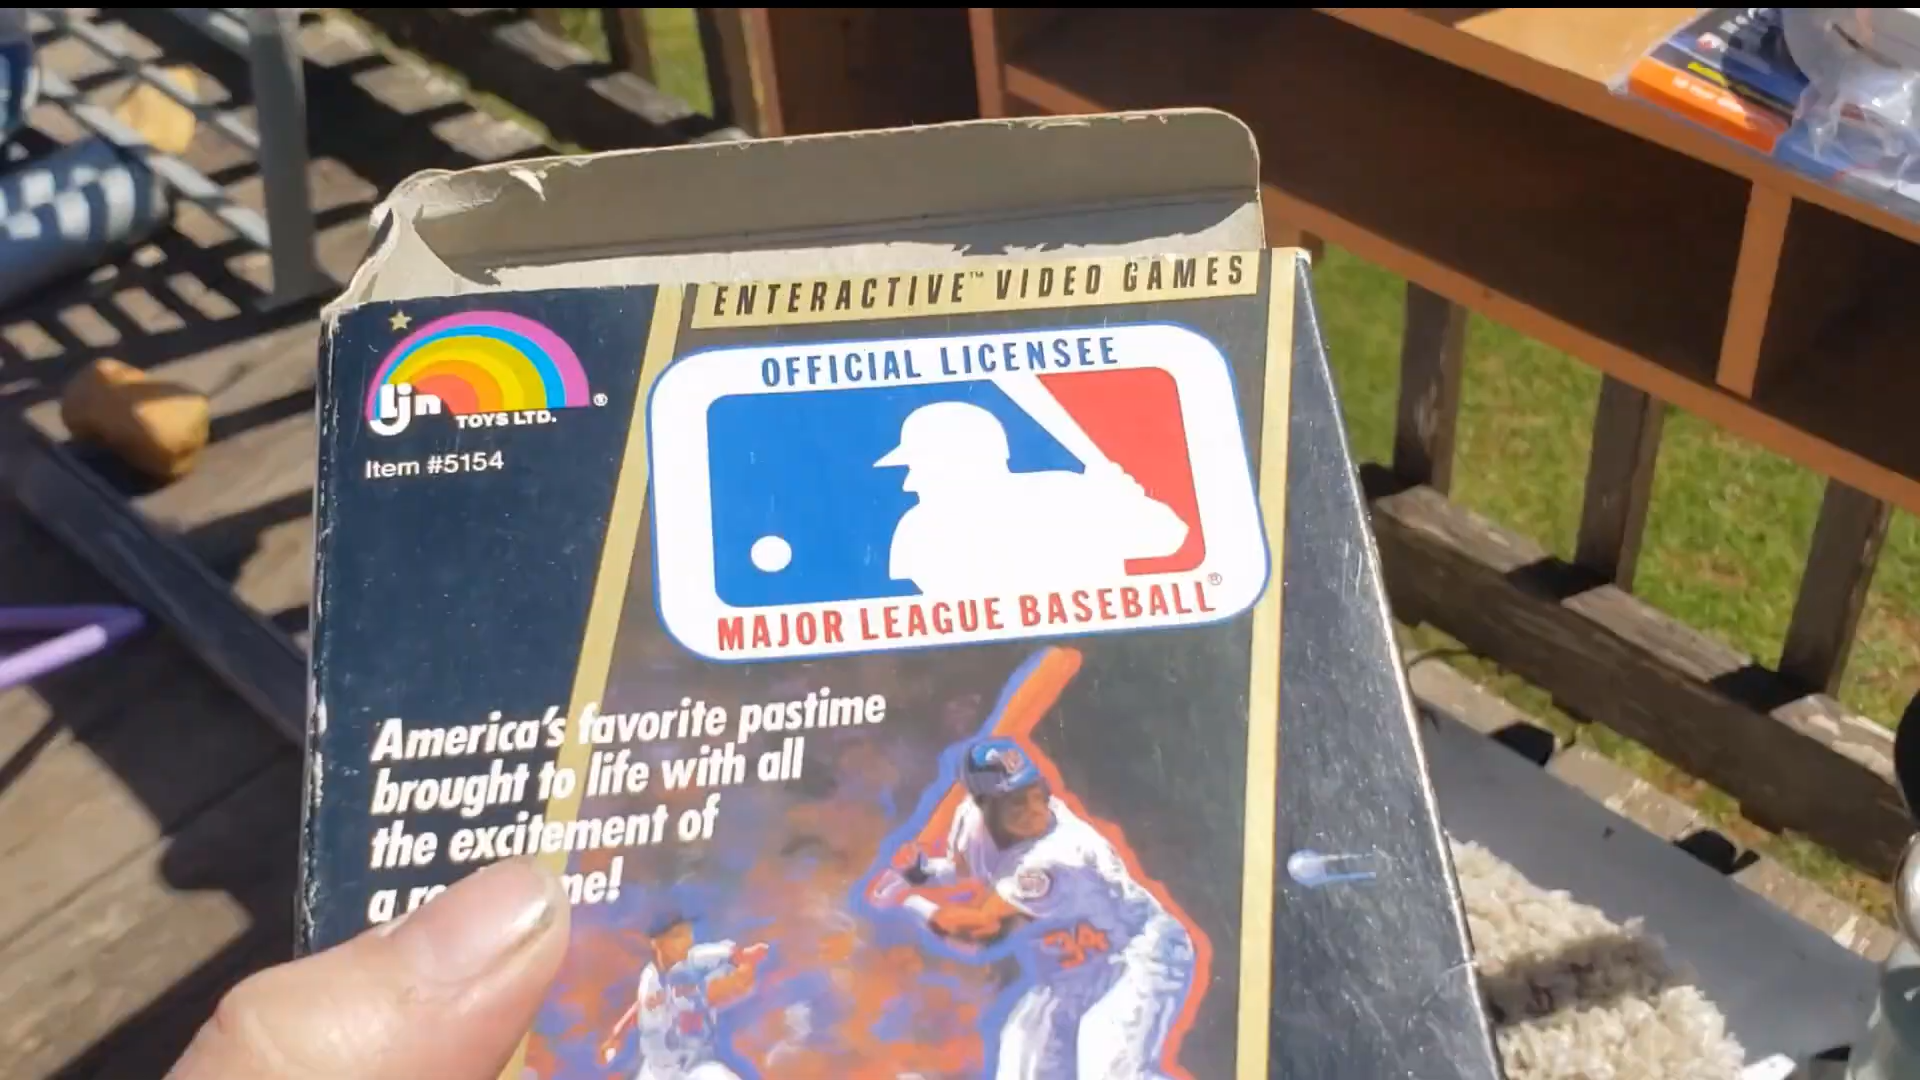 ENTERACTIVE™ VIDEO GAMES
OFFICIAL LICENSEE
ljn
TOYS LTD.®
Item #5154
MAJOR LEAGUE BASEBALL®
America's favorite pastime
brought to life with all
the excitement of
a
34